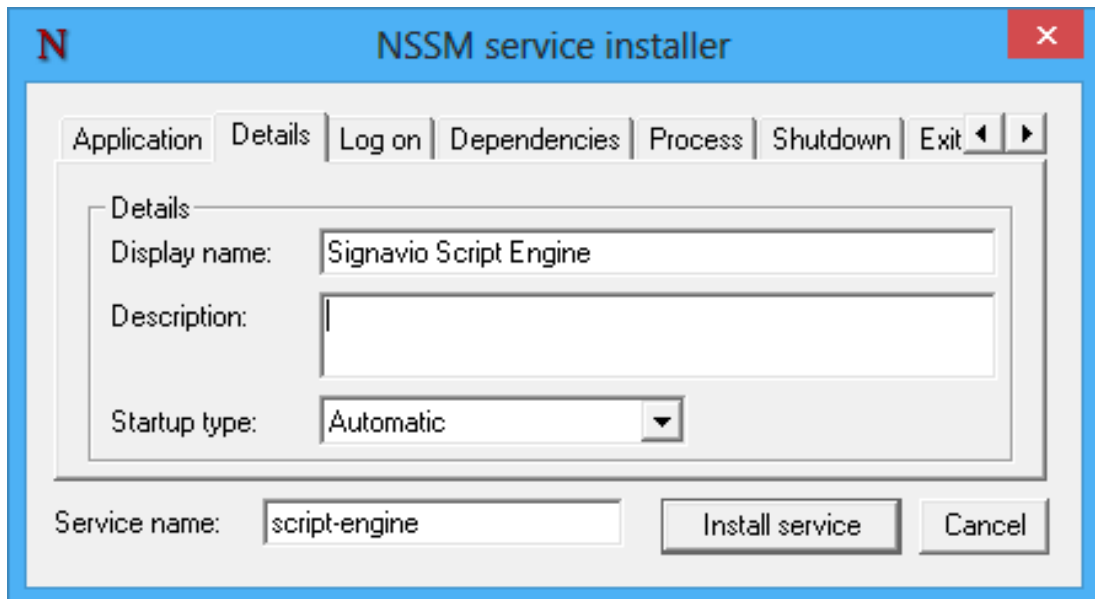 N NSSM service installer
Application Details Log on Dependencies Process Shutdown Exit
Details
Display name: Signavio Script Engine
Description:
Startup type: Automatic
Service name: script-engine Install service Cancel